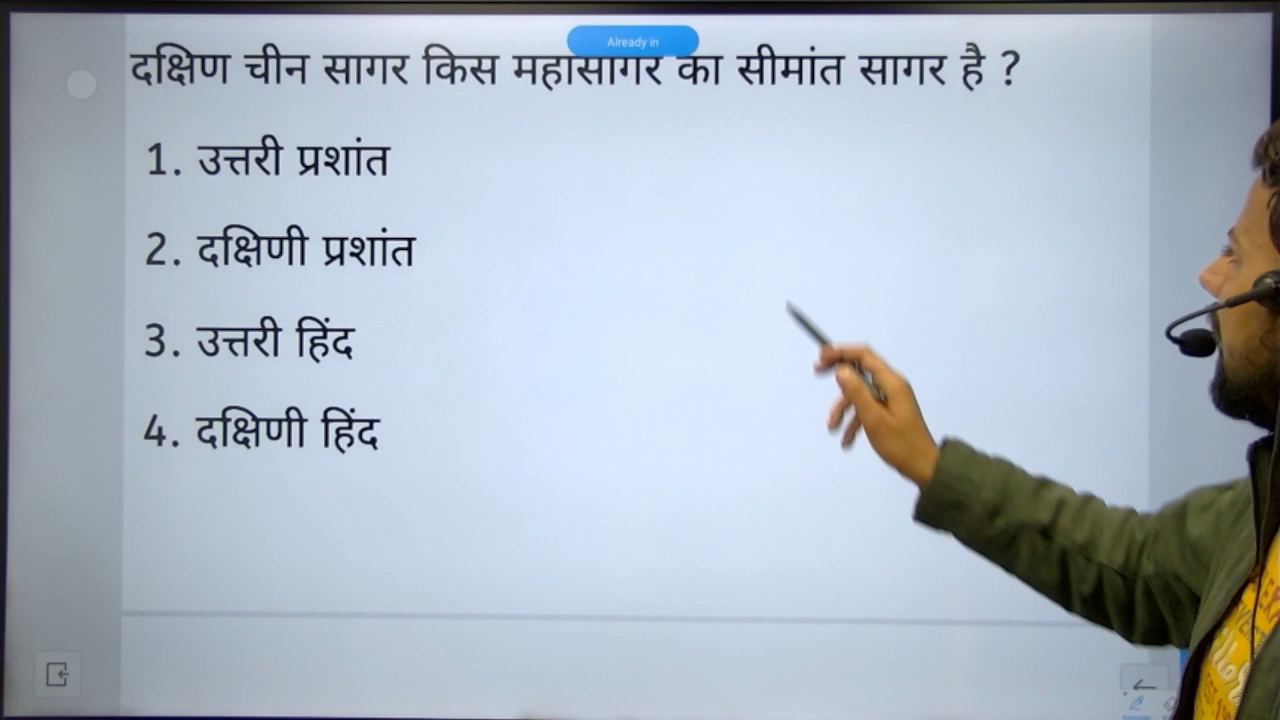 Already in
दक्षिण चीन सागर किस महासागर का सीमांत सागर है ?
1. उत्तरी प्रशांत
2. दक्षिणी प्रशांत
3. उत्तरी हिंद
4. दक्षिणी हिंद